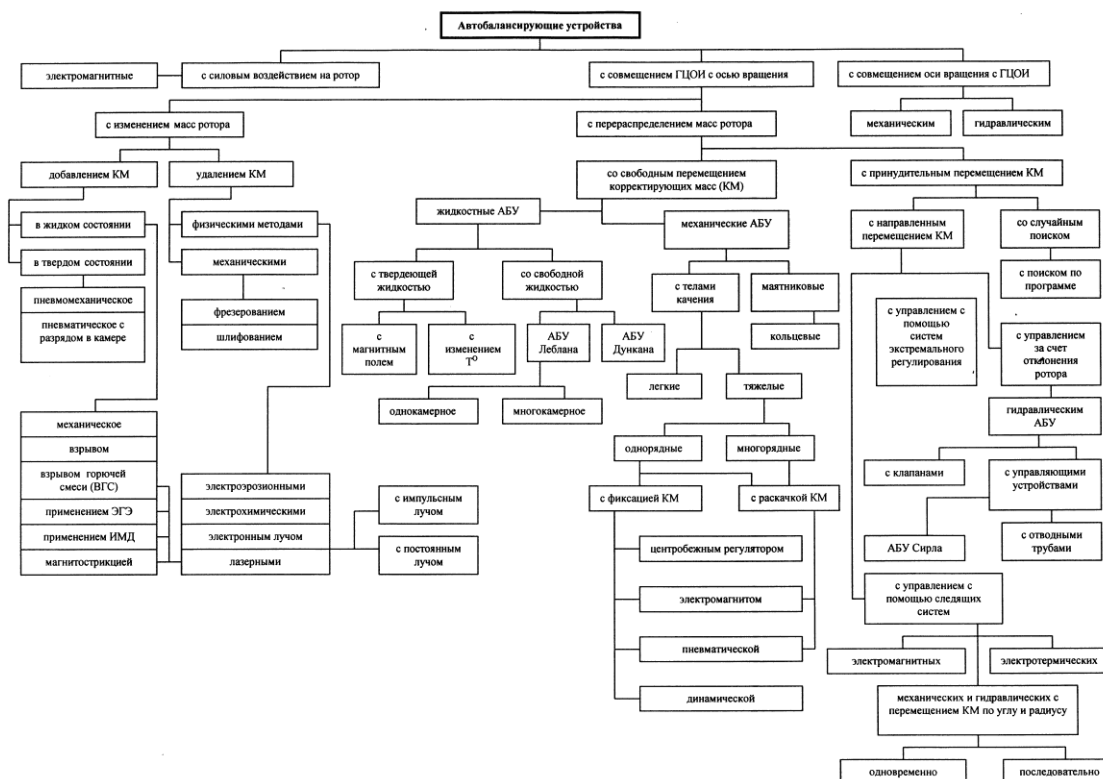 Автобалансирующие устройства
электромагнитные
с силовым воздействием на ротор
с совмещением ГЦОИ с осью вращения
с совмещением оси вращения с ГЦОИ
механическим
гидравлическим
с изменением масс ротора
с перераспределением масс ротора
добавлением КМ
удалением КМ
со свободным перемещением
корректирующих масс (КМ)
с принудительным перемещением КМ
в жидком состоянии
в твердом состоянии
пневмомеханическое
пневматическое с
разрядом в камере
физическими методами
механическими
фрезерованием
шлифованием
жидкостные АБУ
механические АБУ
с твердеющей
жидкостью
со свободной
жидкостью
с
магнитным
полем
с
изменением
Т⁰
АБУ
Леблана
АБУ
Дункана
однокамерное
многокамерное
с телами
качения
маятниковые
кольцевые
легкие
тяжелые
однорядные
многорядные
с фиксацией КМ
с раскачкой КМ
центробежным регулятором
электромагнитом
пневматической
динамической
с направленным
перемещением КМ
со случайным
поиском
с поиском по
программе
с управлением с
помощью
систем
экстремального
регулирования
с управлением
за счет
отклонения
ротора
гидравлическим
АБУ
с клапанами
с управляющими
устройствами
АБУ Сирла
с отводными
трубами
с управлением с
помощью следящих
систем
электромагнитных
электротермических
механических и гидравлических с
перемещением КМ по углу и радиусу
одновременно
последовательно
механическое
взрывом
взрывом горючей
смеси (ВГС)
применением ЭГЭ
применением ИМД
магнитострикцией
электроэрозионными
электрохимическими
электронным лучом
лазерными
с импульсным
лучом
с постоянным
лучом